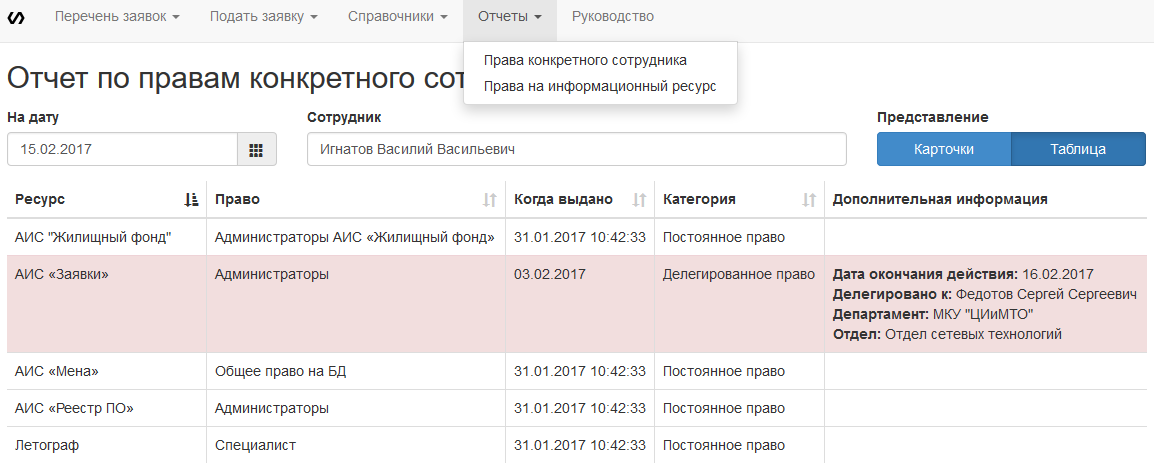 Перечень заявок Подать заявку Справочники Отчеты Руководство
Права конкретного сотрудника
Права на информационный ресурс
Отчет по правам конкретного сот
На дату Сотрудник Представление
15.02.2017 Игнатов Василий Васильевич Карточки Таблица
Ресурс Право Когда выдано Категория Дополнительная информация
АИС "Жилищный фонд" Администраторы АИС «Жилищный фонд» 31.01.2017 10:42:33 Постоянное право
АИС «Заявки» Администраторы 03.02.2017 Делегированное право Дата окончания действия: 16.02.2017
Делегировано к: Федотов Сергей Сергеевич
Департамент: МКУ "ЦИиМТО"
Отдел: Отдел сетевых технологий
АИС «Мена» Общее право на БД 31.01.2017 10:42:33 Постоянное право
АИС «Реестр ПО» Администраторы 31.01.2017 10:42:33 Постоянное право
Летограф Специалист 31.01.2017 10:42:33 Постоянное право